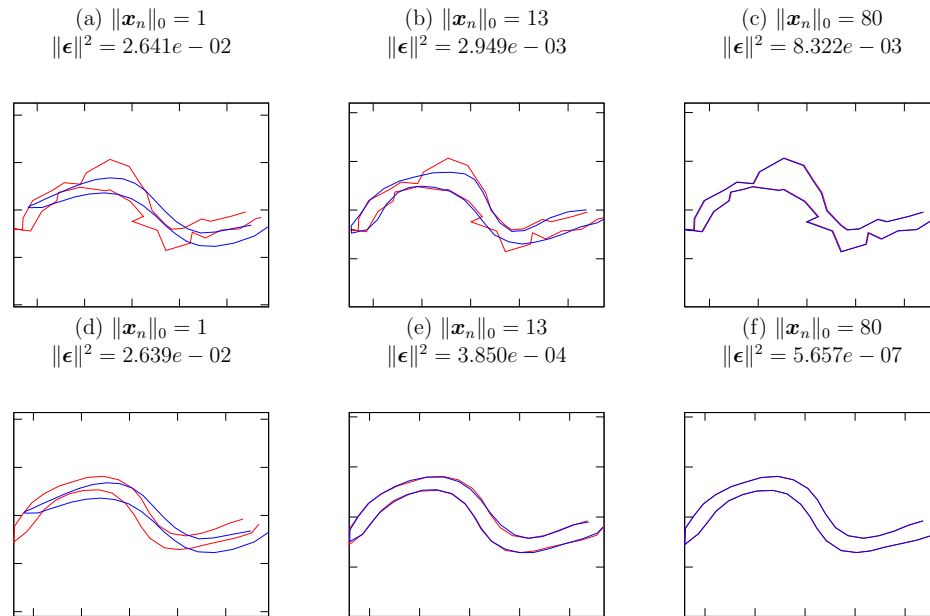 (a) ‖𝒙ₙ‖₀ = 1
‖𝝐‖² = 2.641e − 02
(b) ‖𝒙ₙ‖₀ = 13
‖𝝐‖² = 2.949e − 03
(c) ‖𝒙ₙ‖₀ = 80
‖𝝐‖² = 8.322e − 03
(d) ‖𝒙ₙ‖₀ = 1
‖𝝐‖² = 2.639e − 02
(e) ‖𝒙ₙ‖₀ = 13
‖𝝐‖² = 3.850e − 04
(f) ‖𝒙ₙ‖₀ = 80
‖𝝐‖² = 5.657e − 07